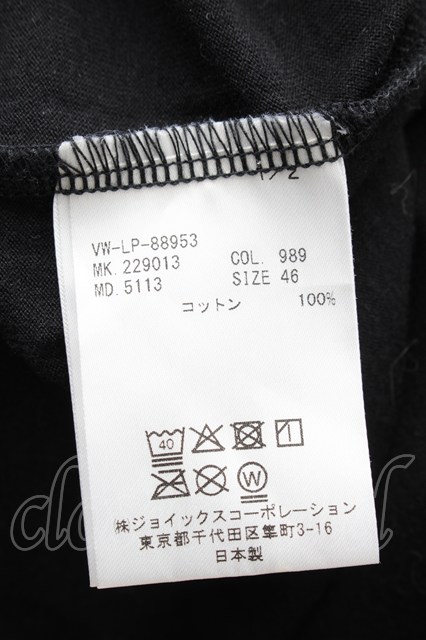 1/2
VW-LP-88953
MK. 229013 COL. 989
MD. 5113 SIZE 46
コットン 100%
40
W
株ジョイックスコーポレーション
東京都千代田区隼町3-16
日本製